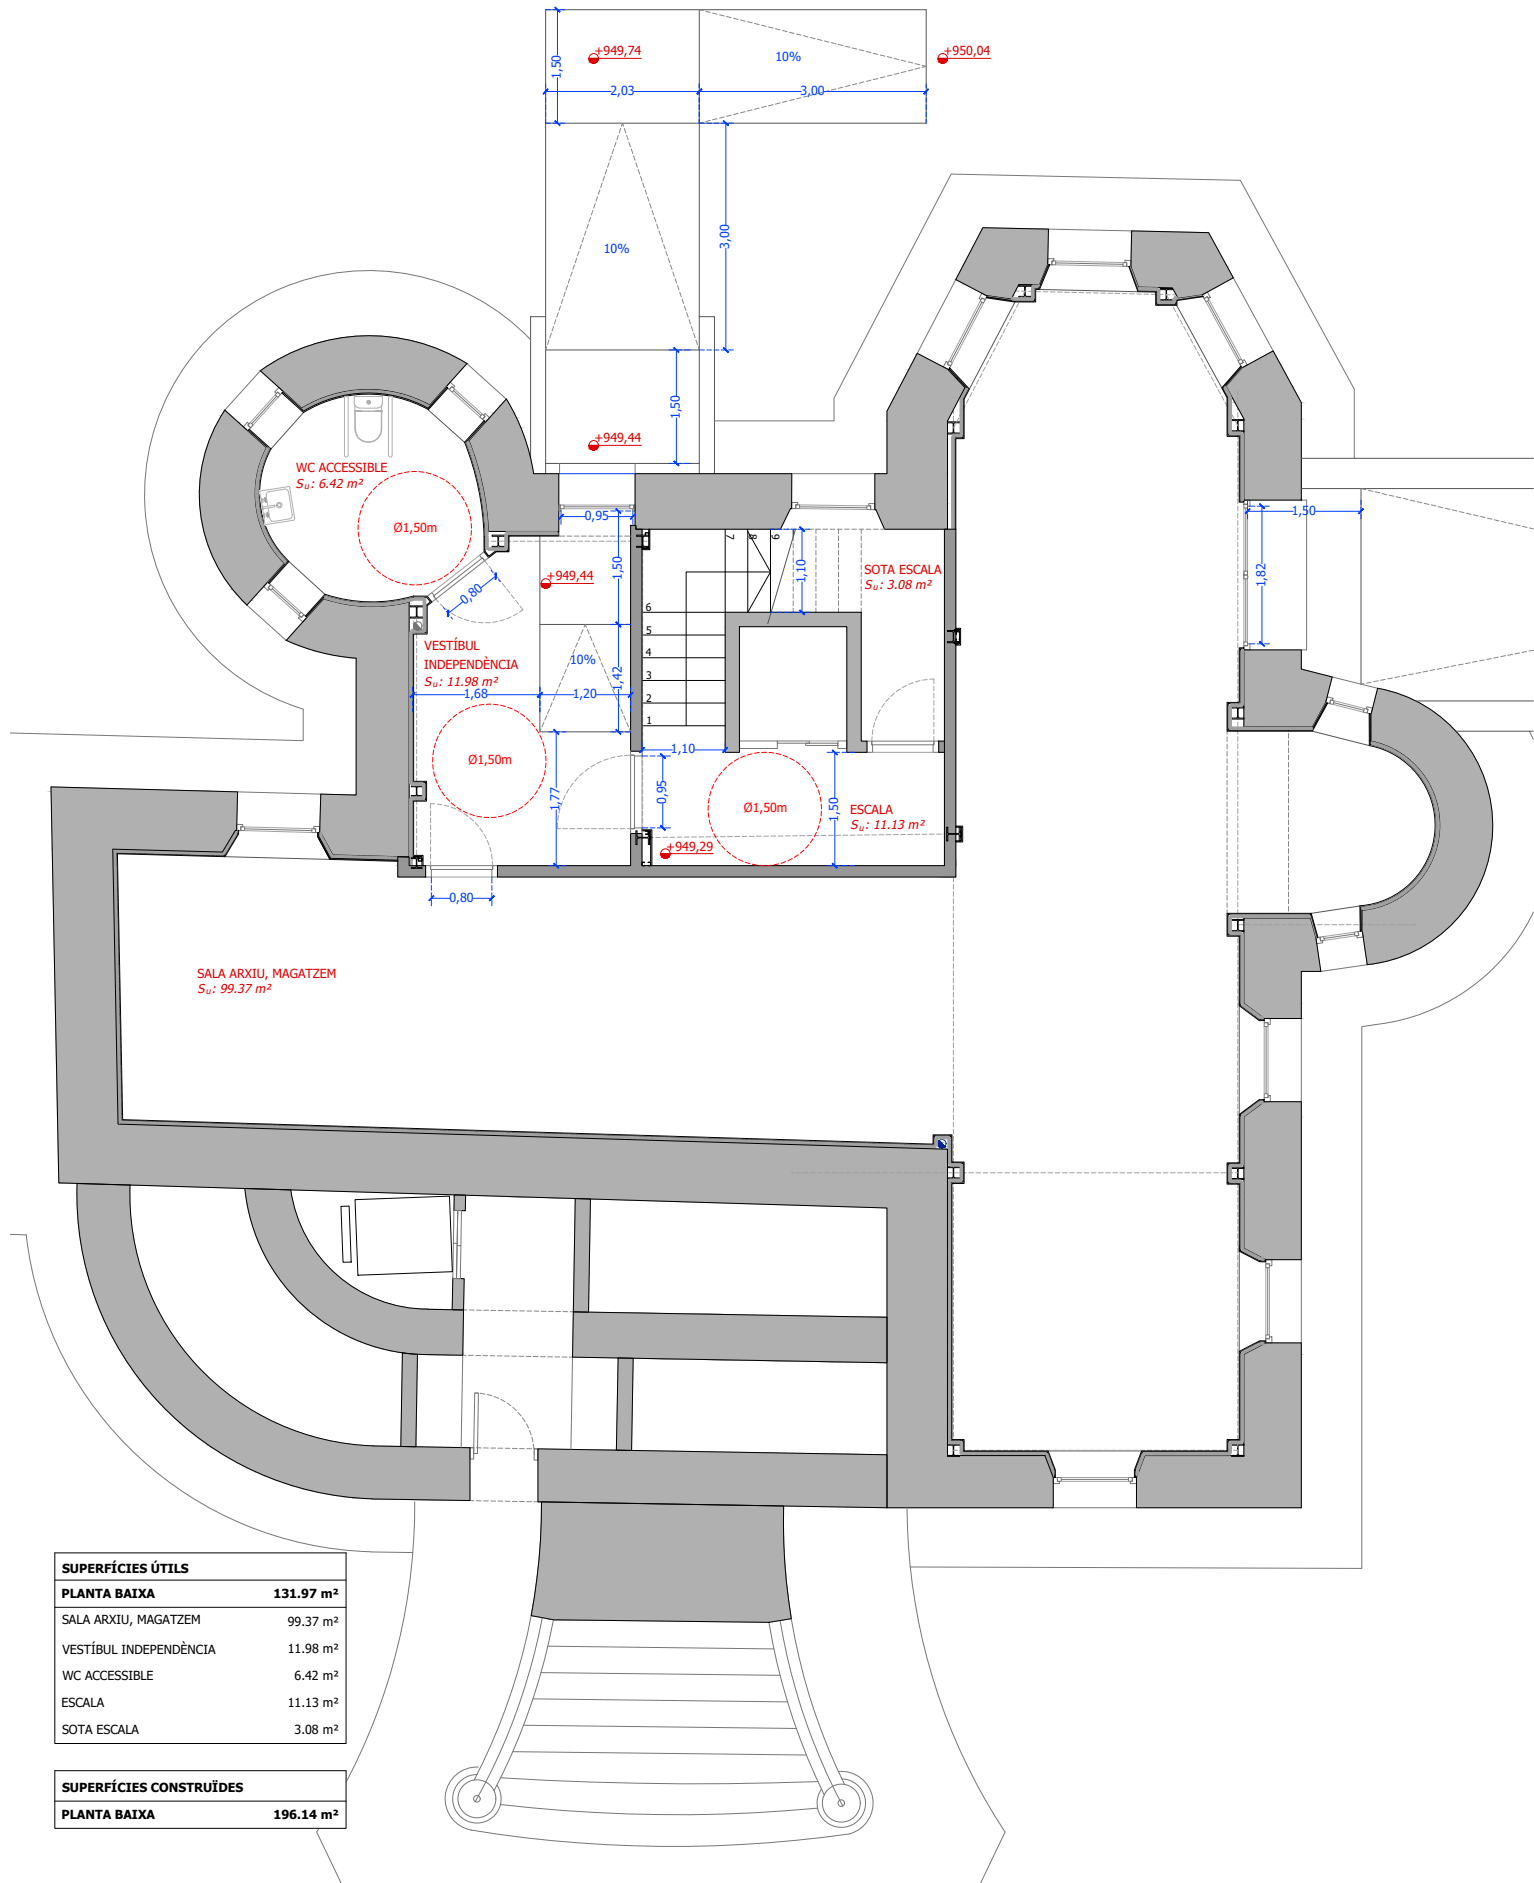 +949,74
10%
+950,04
1,50
2,03
3,00
10%
3,00
1,50
+949,44
WC ACCESSIBLE
Sᵤ: 6.42 m²
Ø1,50m
0,95
1,50
+949,44
0,80
7
8
9
1,10
SOTA ESCALA
Sᵤ: 3.08 m²
1,50
1,82
6
5
4
3
2
1
VESTÍBUL
INDEPENDÈNCIA
Sᵤ: 11.98 m²
10%
1,42
1,68
1,20
Ø1,50m
1,77
1,10
0,95
Ø1,50m
1,50
ESCALA
Sᵤ: 11.13 m²
+949,29
0,80
SALA ARXIU, MAGATZEM
Sᵤ: 99.37 m²
SUPERFÍCIES ÚTILS
PLANTA BAIXA 131.97 m²
SALA ARXIU, MAGATZEM 99.37 m²
VESTÍBUL INDEPENDÈNCIA 11.98 m²
WC ACCESSIBLE 6.42 m²
ESCALA 11.13 m²
SOTA ESCALA 3.08 m²
SUPERFÍCIES CONSTRUÏDES
PLANTA BAIXA 196.14 m²